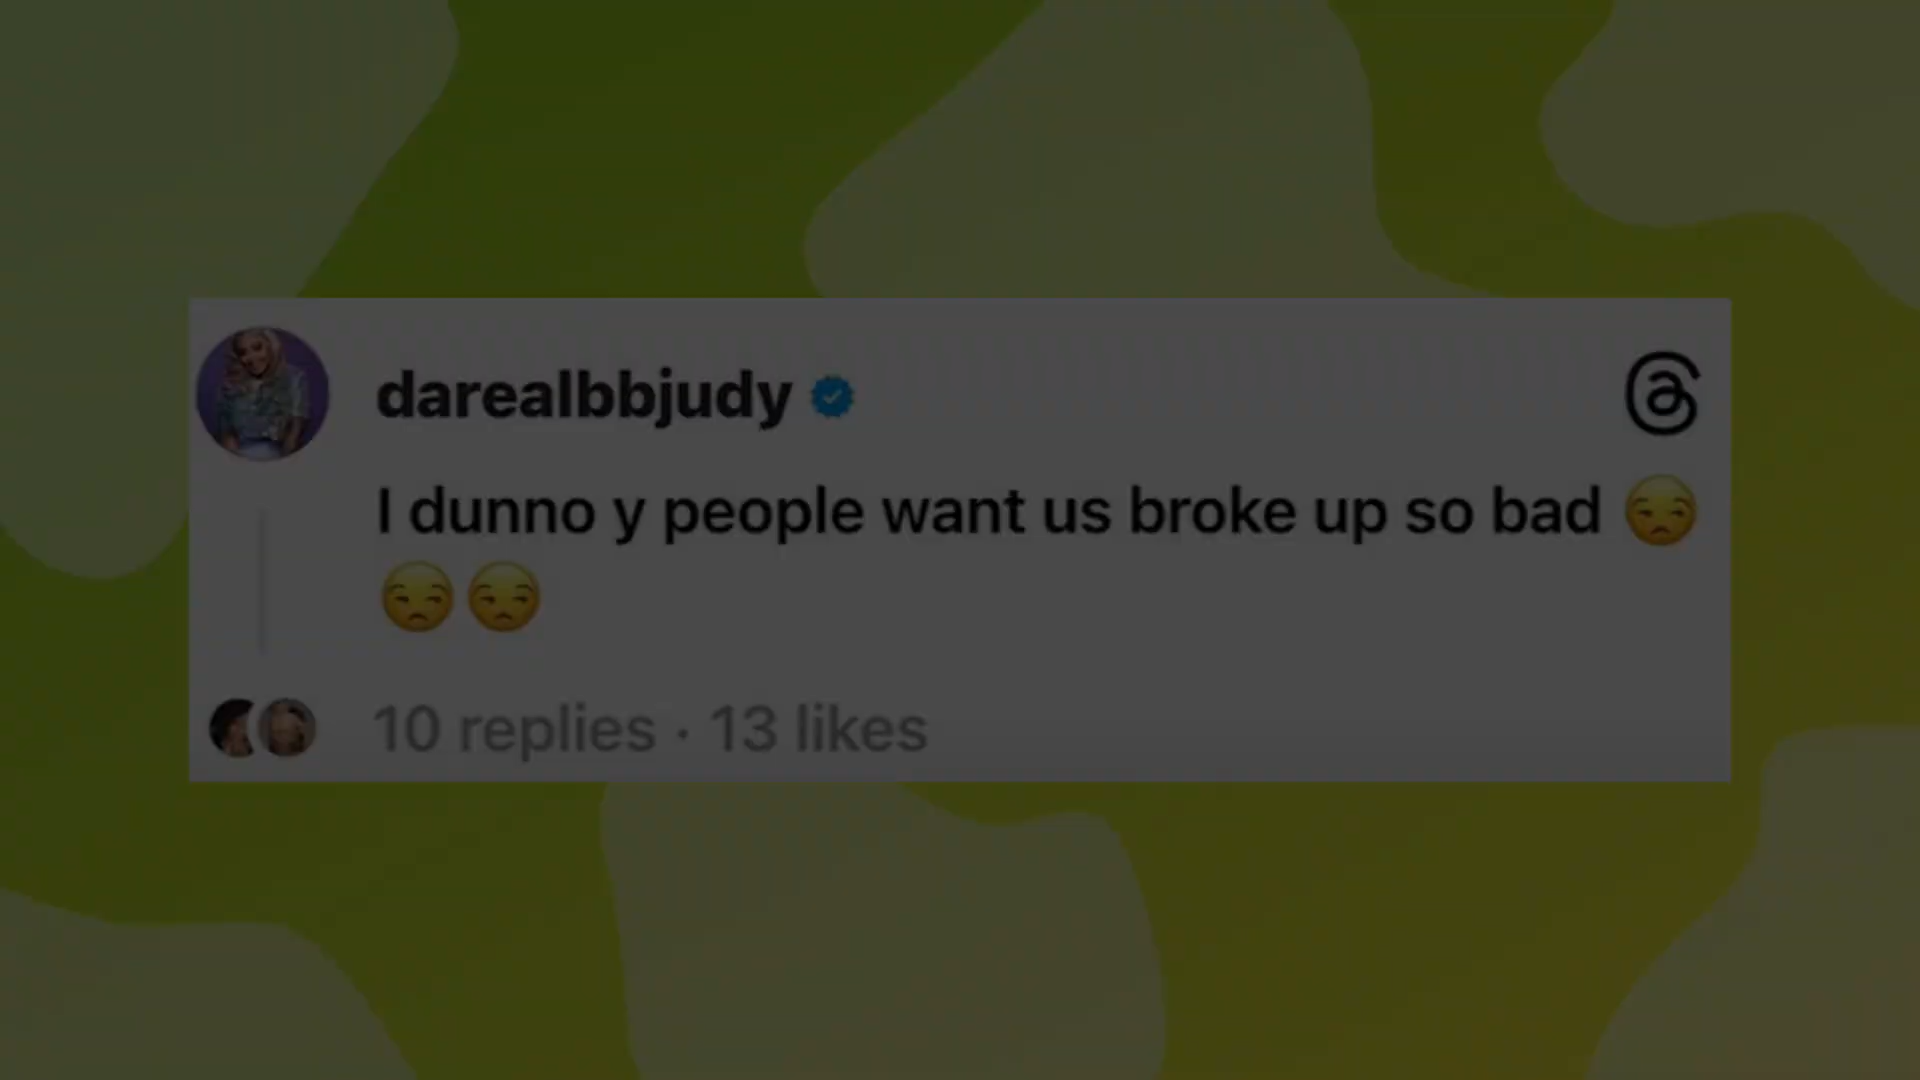 darealbbjudy
I dunno y people want us broke up so bad 😒
😒😒
10 replies · 13 likes